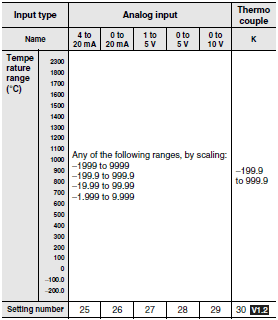 Input type Analog input Thermo couple
Name 4 to 20 mA 0 to 20 mA 1 to 5 V 0 to 5 V 0 to 10 V K
Tempe
rature
range
(°C)
2300
1800
1700
1600
1500
1400
1300
1200
1100
1000
900
800
700
600
500
400
300
200
100
0
−100.0
−200.0
Any of the following ranges, by scaling:
−1999 to 9999
−199.9 to 999.9
−19.99 to 99.99
−1.999 to 9.999
−199.9
to 999.9
Setting number 25 26 27 28 29 30 V1.2